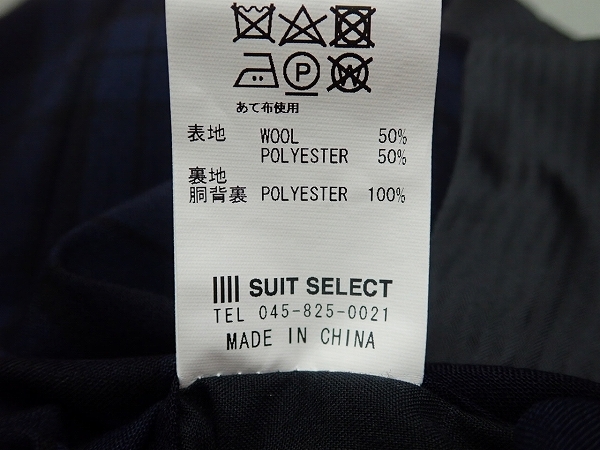 P W
あて布使用
表地 WOOL 50%
POLYESTER 50%
裏地
胴背裏 POLYESTER 100%
SUIT SELECT
TEL 045-825-0021
MADE IN CHINA